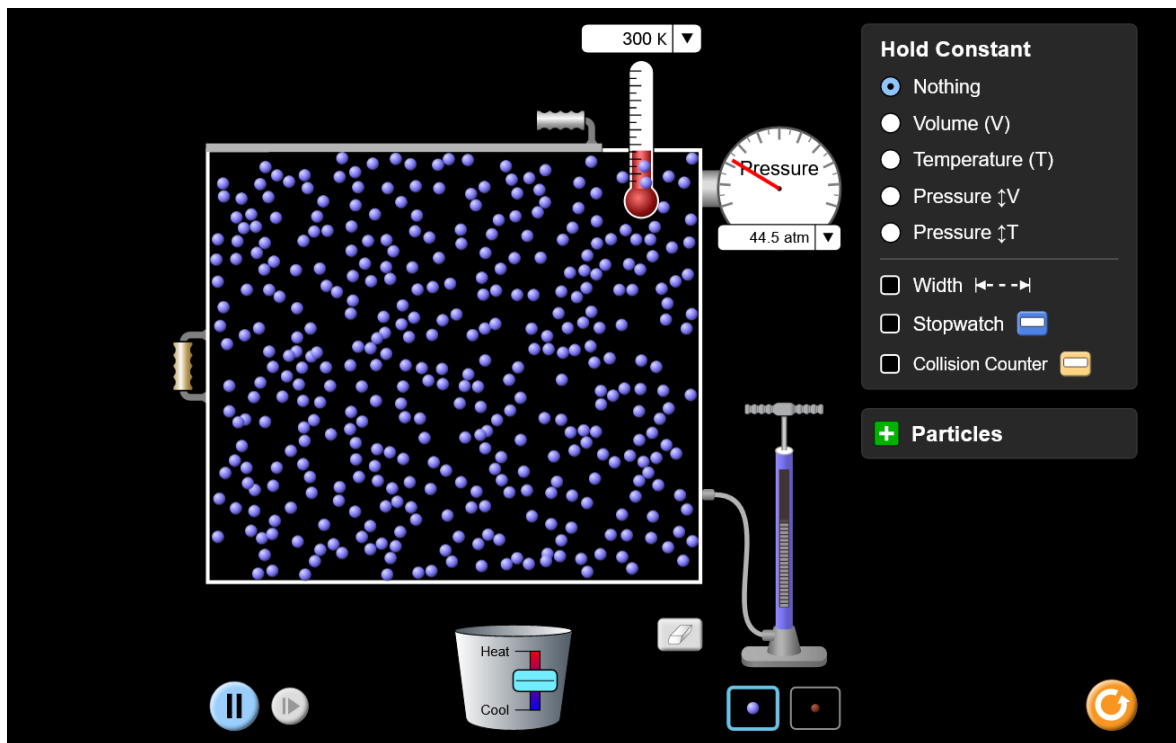 300 K
Pressure
44.5 atm
Hold Constant
Nothing
Volume (V)
Temperature (T)
Pressure ↕V
Pressure ↕T
Width
Stopwatch
Collision Counter
Particles
Heat
Cool